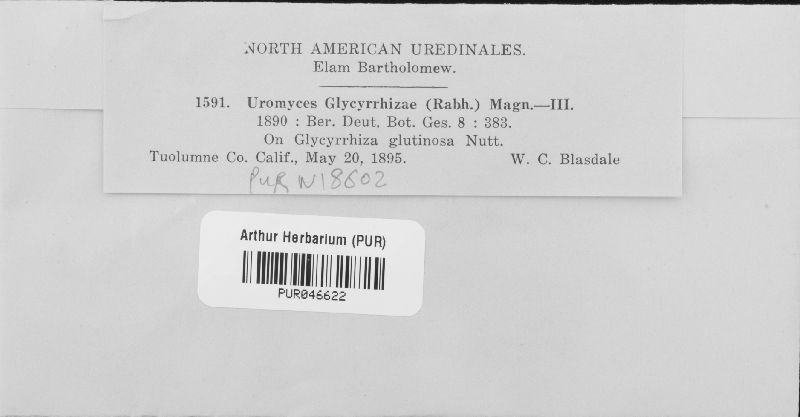 NORTH AMERICAN UREDINALES.
Elam Bartholomew.
1591. Uromyces Glycyrrhizae (Rabh.) Magn.—III.
1890 : Ber. Deut. Bot. Ges. 8 : 383.
On Glycyrrhiza glutinosa Nutt.
Tuolumne Co. Calif., May 20, 1895. W. C. Blasdale
PUR N18602
Arthur Herbarium (PUR)
PUR046622